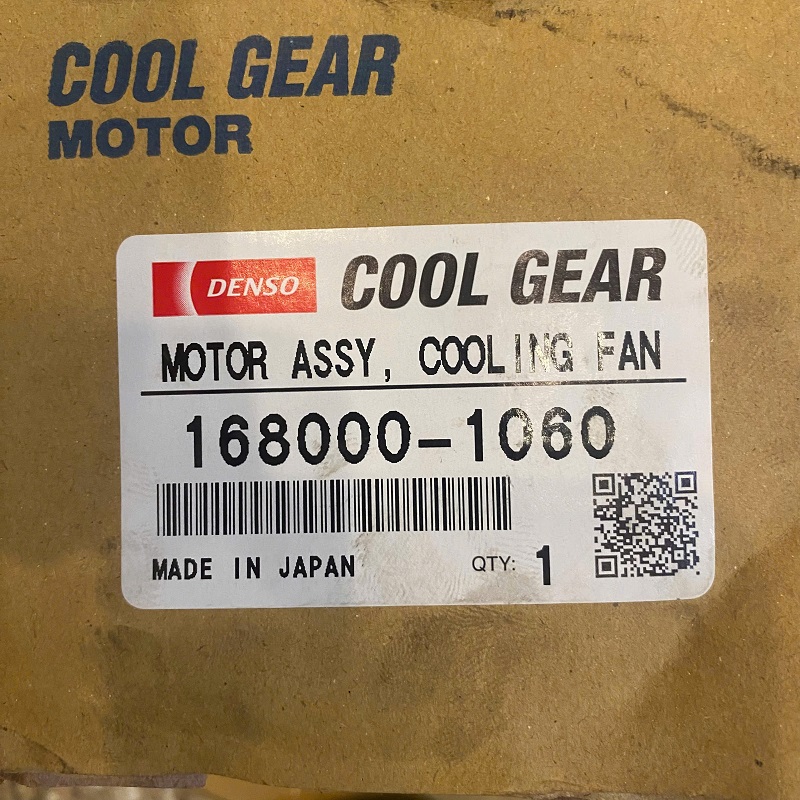 COOL GEAR
MOTOR
DENSO COOL GEAR
MOTOR ASSY, COOLING FAN
168000-1060
MADE IN JAPAN QTY: 1